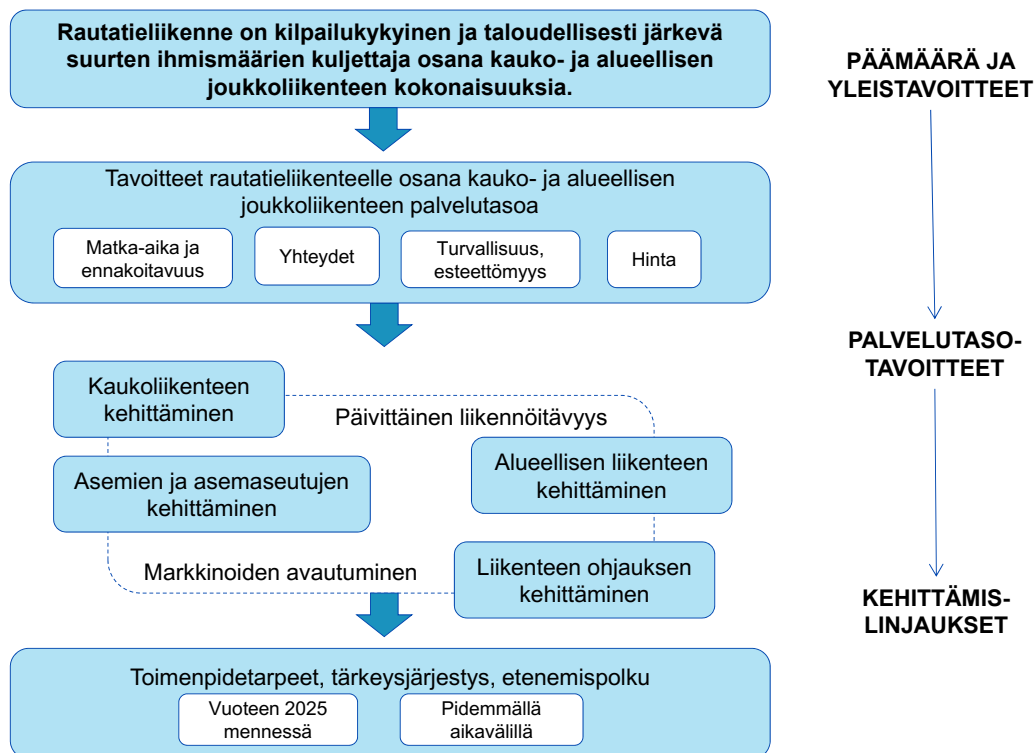 Rautatieliikenne on kilpailukykyinen ja taloudellisesti järkevä
suurten ihmismäärien kuljettaja osana kauko- ja alueellisen
joukkoliikenteen kokonaisuuksia.
PÄÄMÄÄRÄ JA
YLEISTAVOITTEET
Tavoitteet rautatieliikenteelle osana kauko- ja alueellisen
joukkoliikenteen palvelutasoa
Matka-aika ja
ennakoitavuus
Yhteydet
Turvallisuus,
esteettömyys
Hinta
PALVELUTASO-
TAVOITTEET
Kaukoliikenteen
kehittäminen
Päivittäinen liikennöitävyys
Alueellisen liikenteen
kehittäminen
Asemien ja asemaseutujen
kehittäminen
Markkinoiden avautuminen
Liikenteen ohjauksen
kehittäminen
KEHITTÄMIS-
LINJAUKSET
Toimenpidetarpeet, tärkeysjärjestys, etenemispolku
Vuoteen 2025
mennessä
Pidemmällä
aikavälillä